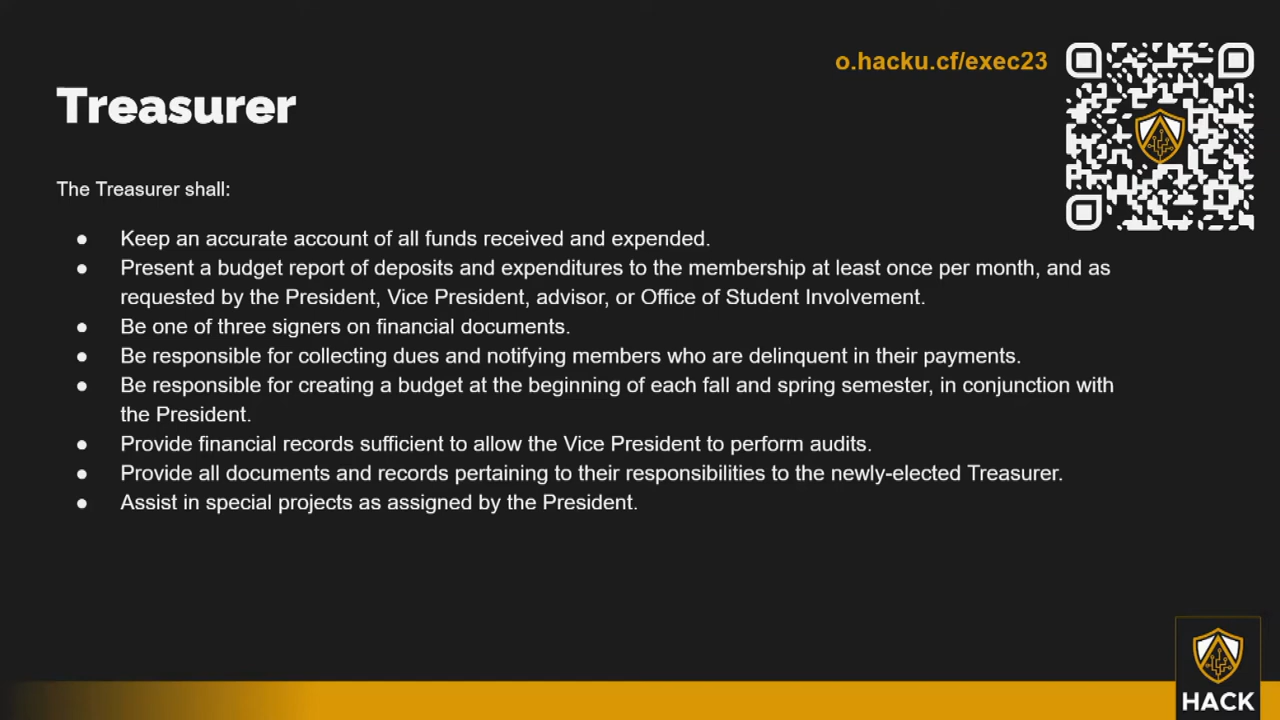 o.hacku.cf/exec23
Treasurer
The Treasurer shall:
● Keep an accurate account of all funds received and expended.
● Present a budget report of deposits and expenditures to the membership at least once per month, and as
requested by the President, Vice President, advisor, or Office of Student Involvement.
● Be one of three signers on financial documents.
● Be responsible for collecting dues and notifying members who are delinquent in their payments.
● Be responsible for creating a budget at the beginning of each fall and spring semester, in conjunction with
the President.
● Provide financial records sufficient to allow the Vice President to perform audits.
● Provide all documents and records pertaining to their responsibilities to the newly-elected Treasurer.
● Assist in special projects as assigned by the President.
HACK